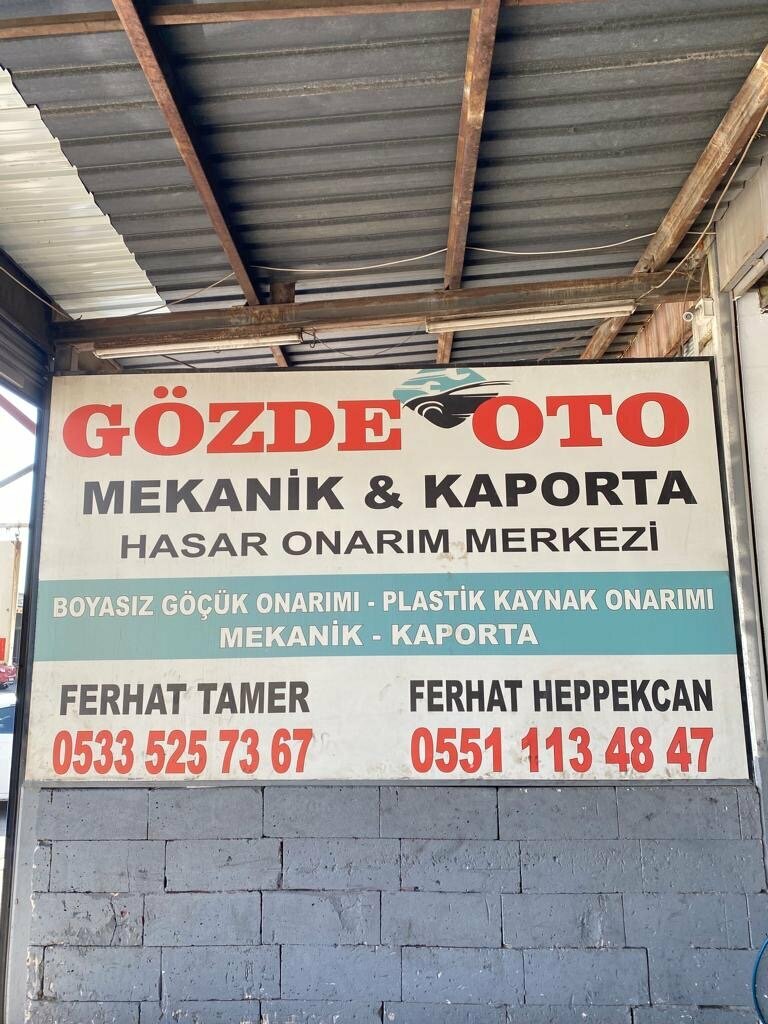 GÖZDE OTO
MEKANİK & KAPORTA
HASAR ONARIM MERKEZİ
BOYASIZ GÖÇÜK ONARIMI - PLASTİK KAYNAK ONARIMI
MEKANİK - KAPORTA
FERHAT TAMER FERHAT HEPPEKCAN
0533 525 73 67 0551 113 48 47